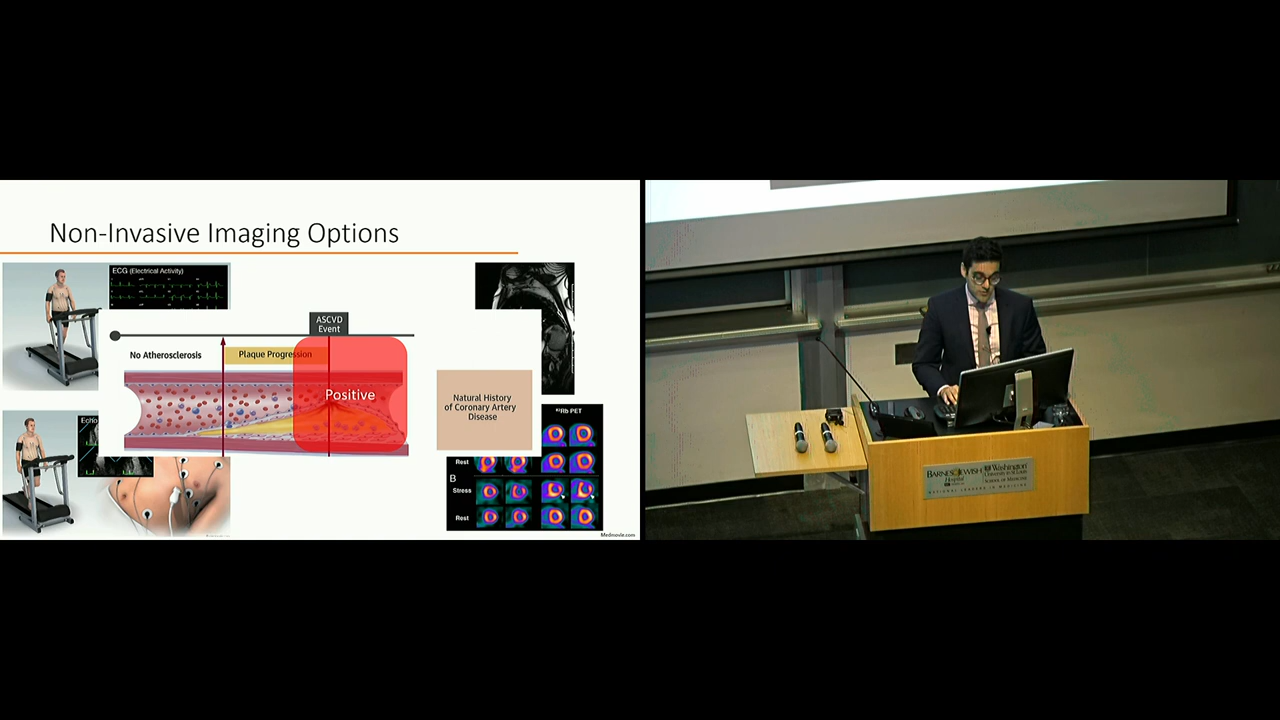 Non-Invasive Imaging Options
ECG (Electrical Activity)
ASCVD
Event
No Atherosclerosis
Plaque Progression
Positive
Natural History
of Coronary Artery
Disease
Echo
⁸²Rb PET
Rest
B
Stress
Rest
Medmovie.com
BARNES JEWISH
Hospital
Washington
University in St. Louis
School of Medicine
NATIONAL LEADERS IN MEDICINE